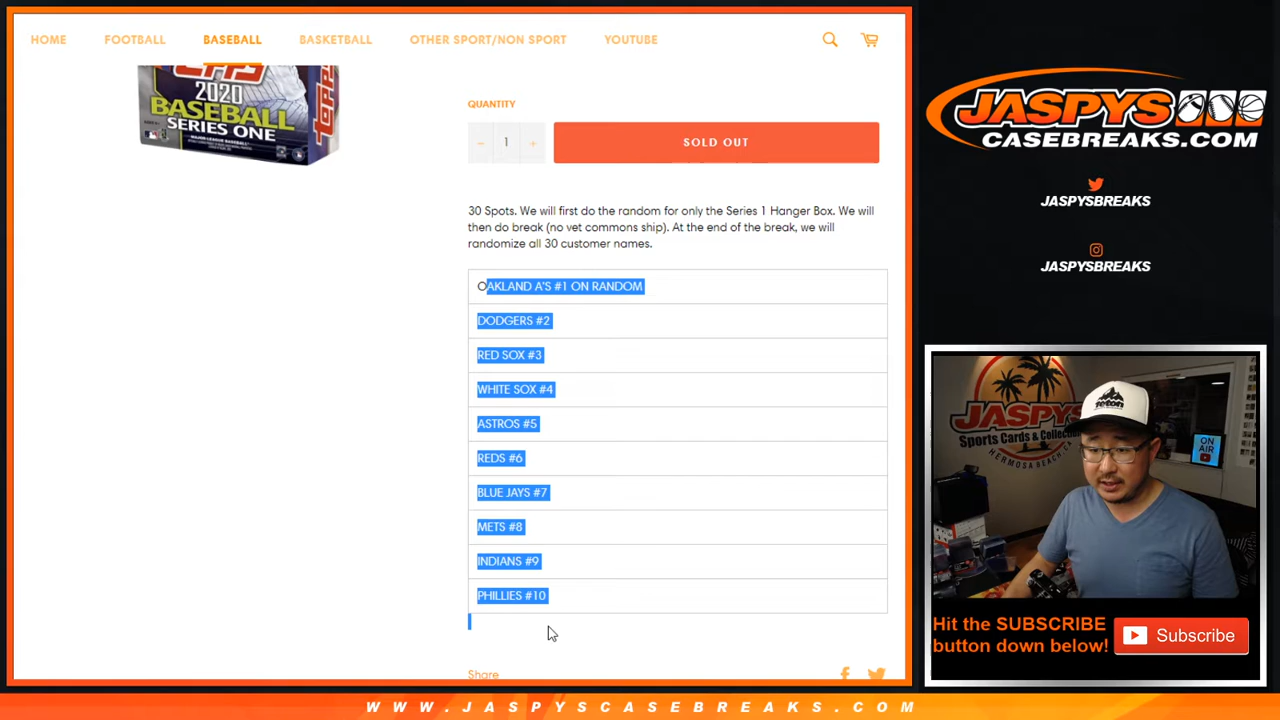 HOME FOOTBALL BASEBALL BASKETBALL OTHER SPORT/NON SPORT YOUTUBE
TOPPS
2020
BASEBALL
SERIES ONE
QUANTITY
− 1 + SOLD OUT
30 Spots. We will first do the random for only the Series 1 Hanger Box. We will
then do break (no vet commons ship). At the end of the break, we will
randomize all 30 customer names.
OAKLAND A'S #1 ON RANDOM
DODGERS #2
RED SOX #3
WHITE SOX #4
ASTROS #5
REDS #6
BLUE JAYS #7
METS #8
INDIANS #9
PHILLIES #10
Share
JASPYS
CASEBREAKS.COM
JASPYSBREAKS
JASPYSBREAKS
JASPYS
Sports Cards & Collectibles
HERMOSA BEACH, CA
ON
AIR
Hit the SUBSCRIBE
button down below!
Subscribe
WWW.JASPYSCASEBREAKS.COM